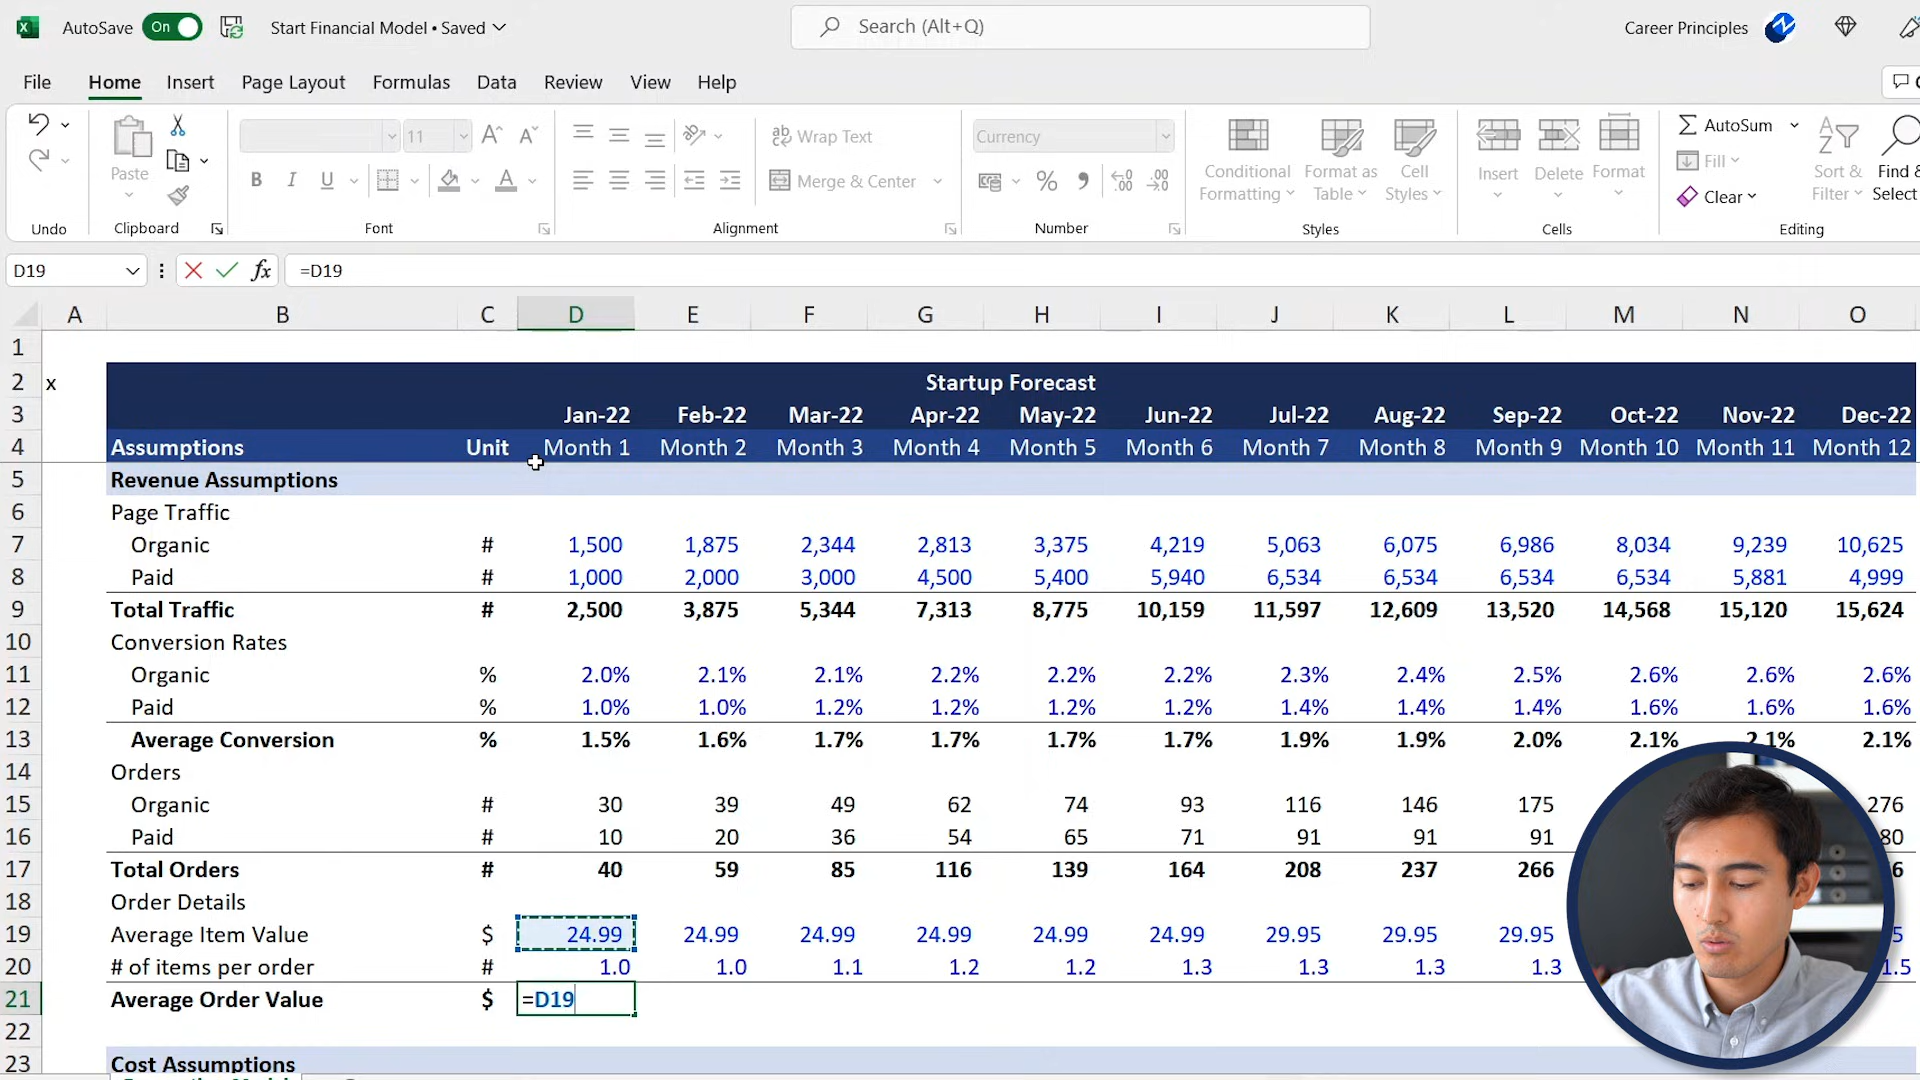 AutoSave On Start Financial Model • Saved Search (Alt+Q) Career Principles
File Home Insert Page Layout Formulas Data Review View Help
Paste 11 Wrap Text Currency Conditional Format as Cell Insert Delete Format AutoSum Sort & Find &
Merge & Center Formatting Table Styles Fill Filter Select
Clear
Undo Clipboard Font Alignment Number Styles Cells Editing
D19 fx =D19
A B C D E F G H I J K L M N O
1
2 x Startup Forecast
3 Jan-22 Feb-22 Mar-22 Apr-22 May-22 Jun-22 Jul-22 Aug-22 Sep-22 Oct-22 Nov-22 Dec-22
4 Assumptions Unit Month 1 Month 2 Month 3 Month 4 Month 5 Month 6 Month 7 Month 8 Month 9 Month 10 Month 11 Month 12
5 Revenue Assumptions
6 Page Traffic
7 Organic # 1,500 1,875 2,344 2,813 3,375 4,219 5,063 6,075 6,986 8,034 9,239 10,625
8 Paid # 1,000 2,000 3,000 4,500 5,400 5,940 6,534 6,534 6,534 6,534 5,881 4,999
9 Total Traffic # 2,500 3,875 5,344 7,313 8,775 10,159 11,597 12,609 13,520 14,568 15,120 15,624
10 Conversion Rates
11 Organic % 2.0% 2.1% 2.1% 2.2% 2.2% 2.2% 2.3% 2.4% 2.5% 2.6% 2.6% 2.6%
12 Paid % 1.0% 1.0% 1.2% 1.2% 1.2% 1.2% 1.4% 1.4% 1.4% 1.6% 1.6% 1.6%
13 Average Conversion % 1.5% 1.6% 1.7% 1.7% 1.7% 1.7% 1.9% 1.9% 2.0% 2.1% 2.1% 2.1%
14 Orders
15 Organic # 30 39 49 62 74 93 116 146 175 276
16 Paid # 10 20 36 54 65 71 91 91 91 80
17 Total Orders # 40 59 85 116 139 164 208 237 266 6
18 Order Details
19 Average Item Value $ 24.99 24.99 24.99 24.99 24.99 24.99 29.95 29.95 29.95 5
20 # of items per order # 1.0 1.0 1.1 1.2 1.2 1.3 1.3 1.3 1.3 1.5
21 Average Order Value $ =D19
22
23 Cost Assumptions